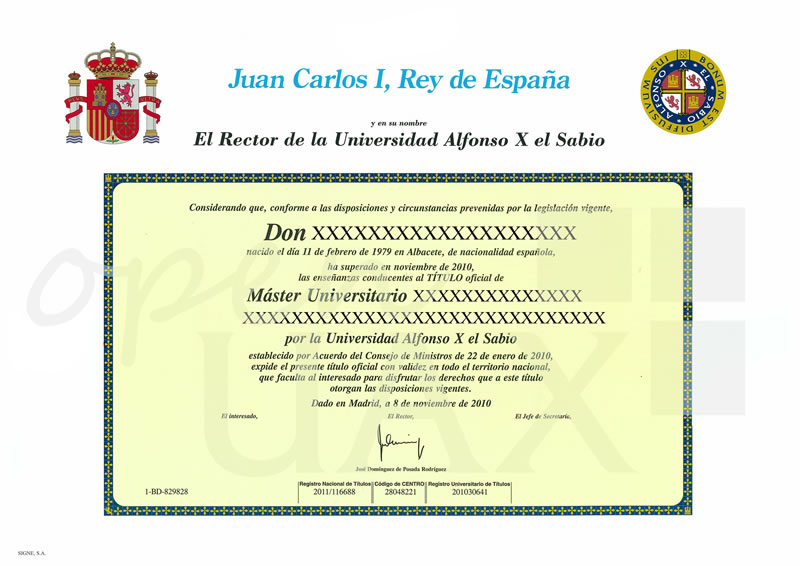 Juan Carlos I, Rey de España
y en su nombre
El Rector de la Universidad Alfonso X el Sabio
BONUM EST DIFFUSIVUM SUI
ALFONSO X EL SABIO
Considerando que, conforme a las disposiciones y circunstancias prevenidas por la legislación vigente,
Don XXXXXXXXXXXXXXXXXXX
nacido el día 11 de febrero de 1979 en Albacete, de nacionalidad española,
ha superado en noviembre de 2010,
las enseñanzas conducentes al TÍTULO oficial de
Máster Universitario XXXXXXXXXXXXXX
XXXXXXXXXXXXXXXXXXXXXXXXXXXXXX
por la Universidad Alfonso X el Sabio
establecido por Acuerdo del Consejo de Ministros de 22 de enero de 2010,
expide el presente título oficial con validez en todo el territorio nacional,
que faculta al interesado para disfrutar los derechos que a este título
otorgan las disposiciones vigentes.
Dado en Madrid, a 8 de noviembre de 2010
El interesado, El Rector, El Jefe de Secretaría,
José Domínguez de Posada Rodríguez
1-BD-829828
Registro Nacional de Títulos Código de CENTRO Registro Universitario de Títulos
2011/116688 28048221 201030641
SIGNE, S.A.
open
UAX